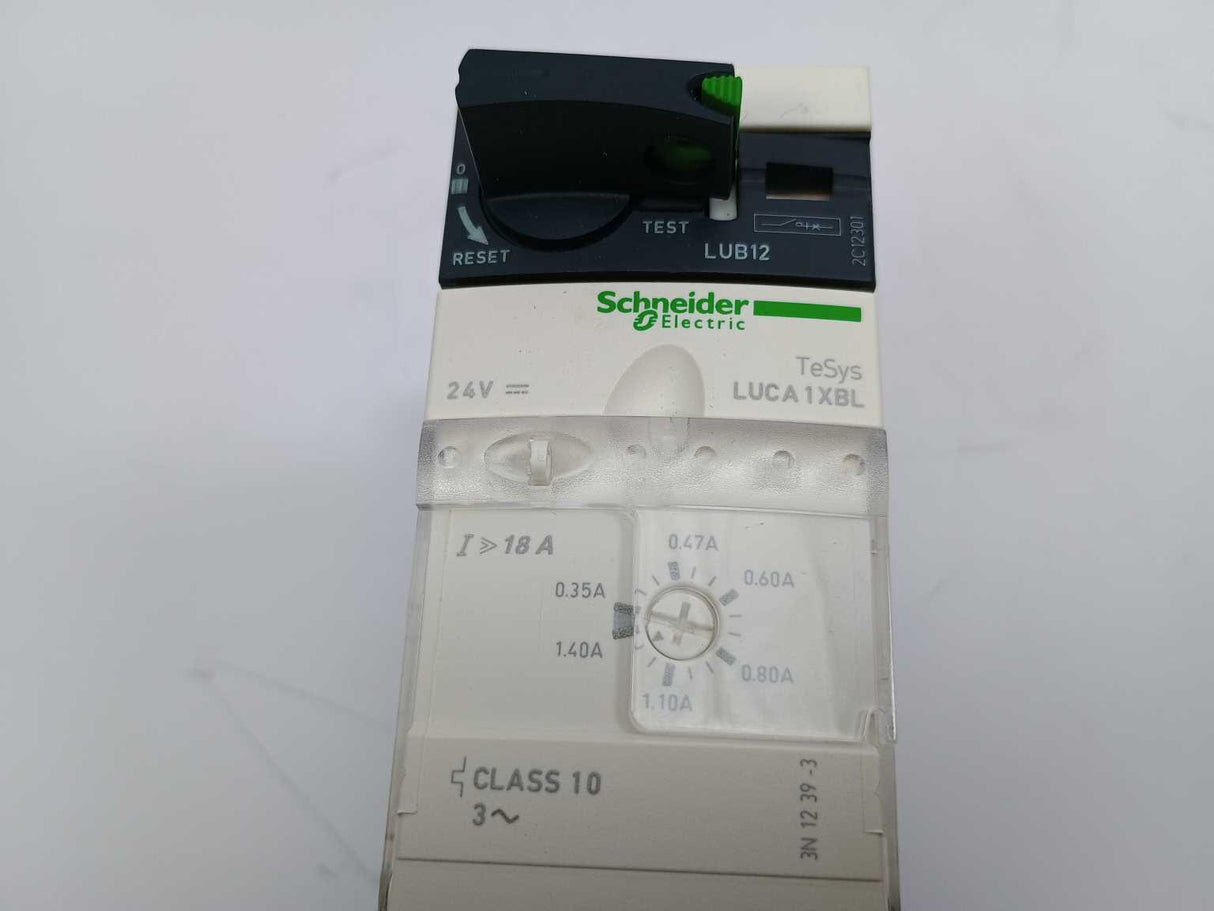 O
RESET
TEST
LUB12
2C12301
Schneider
Electric
24V
TeSys
LUCA1XBL
I >> 18 A
0.47A
0.35A
0.60A
1.40A
0.80A
1.10A
CLASS 10
3~
3N 12 39 -3